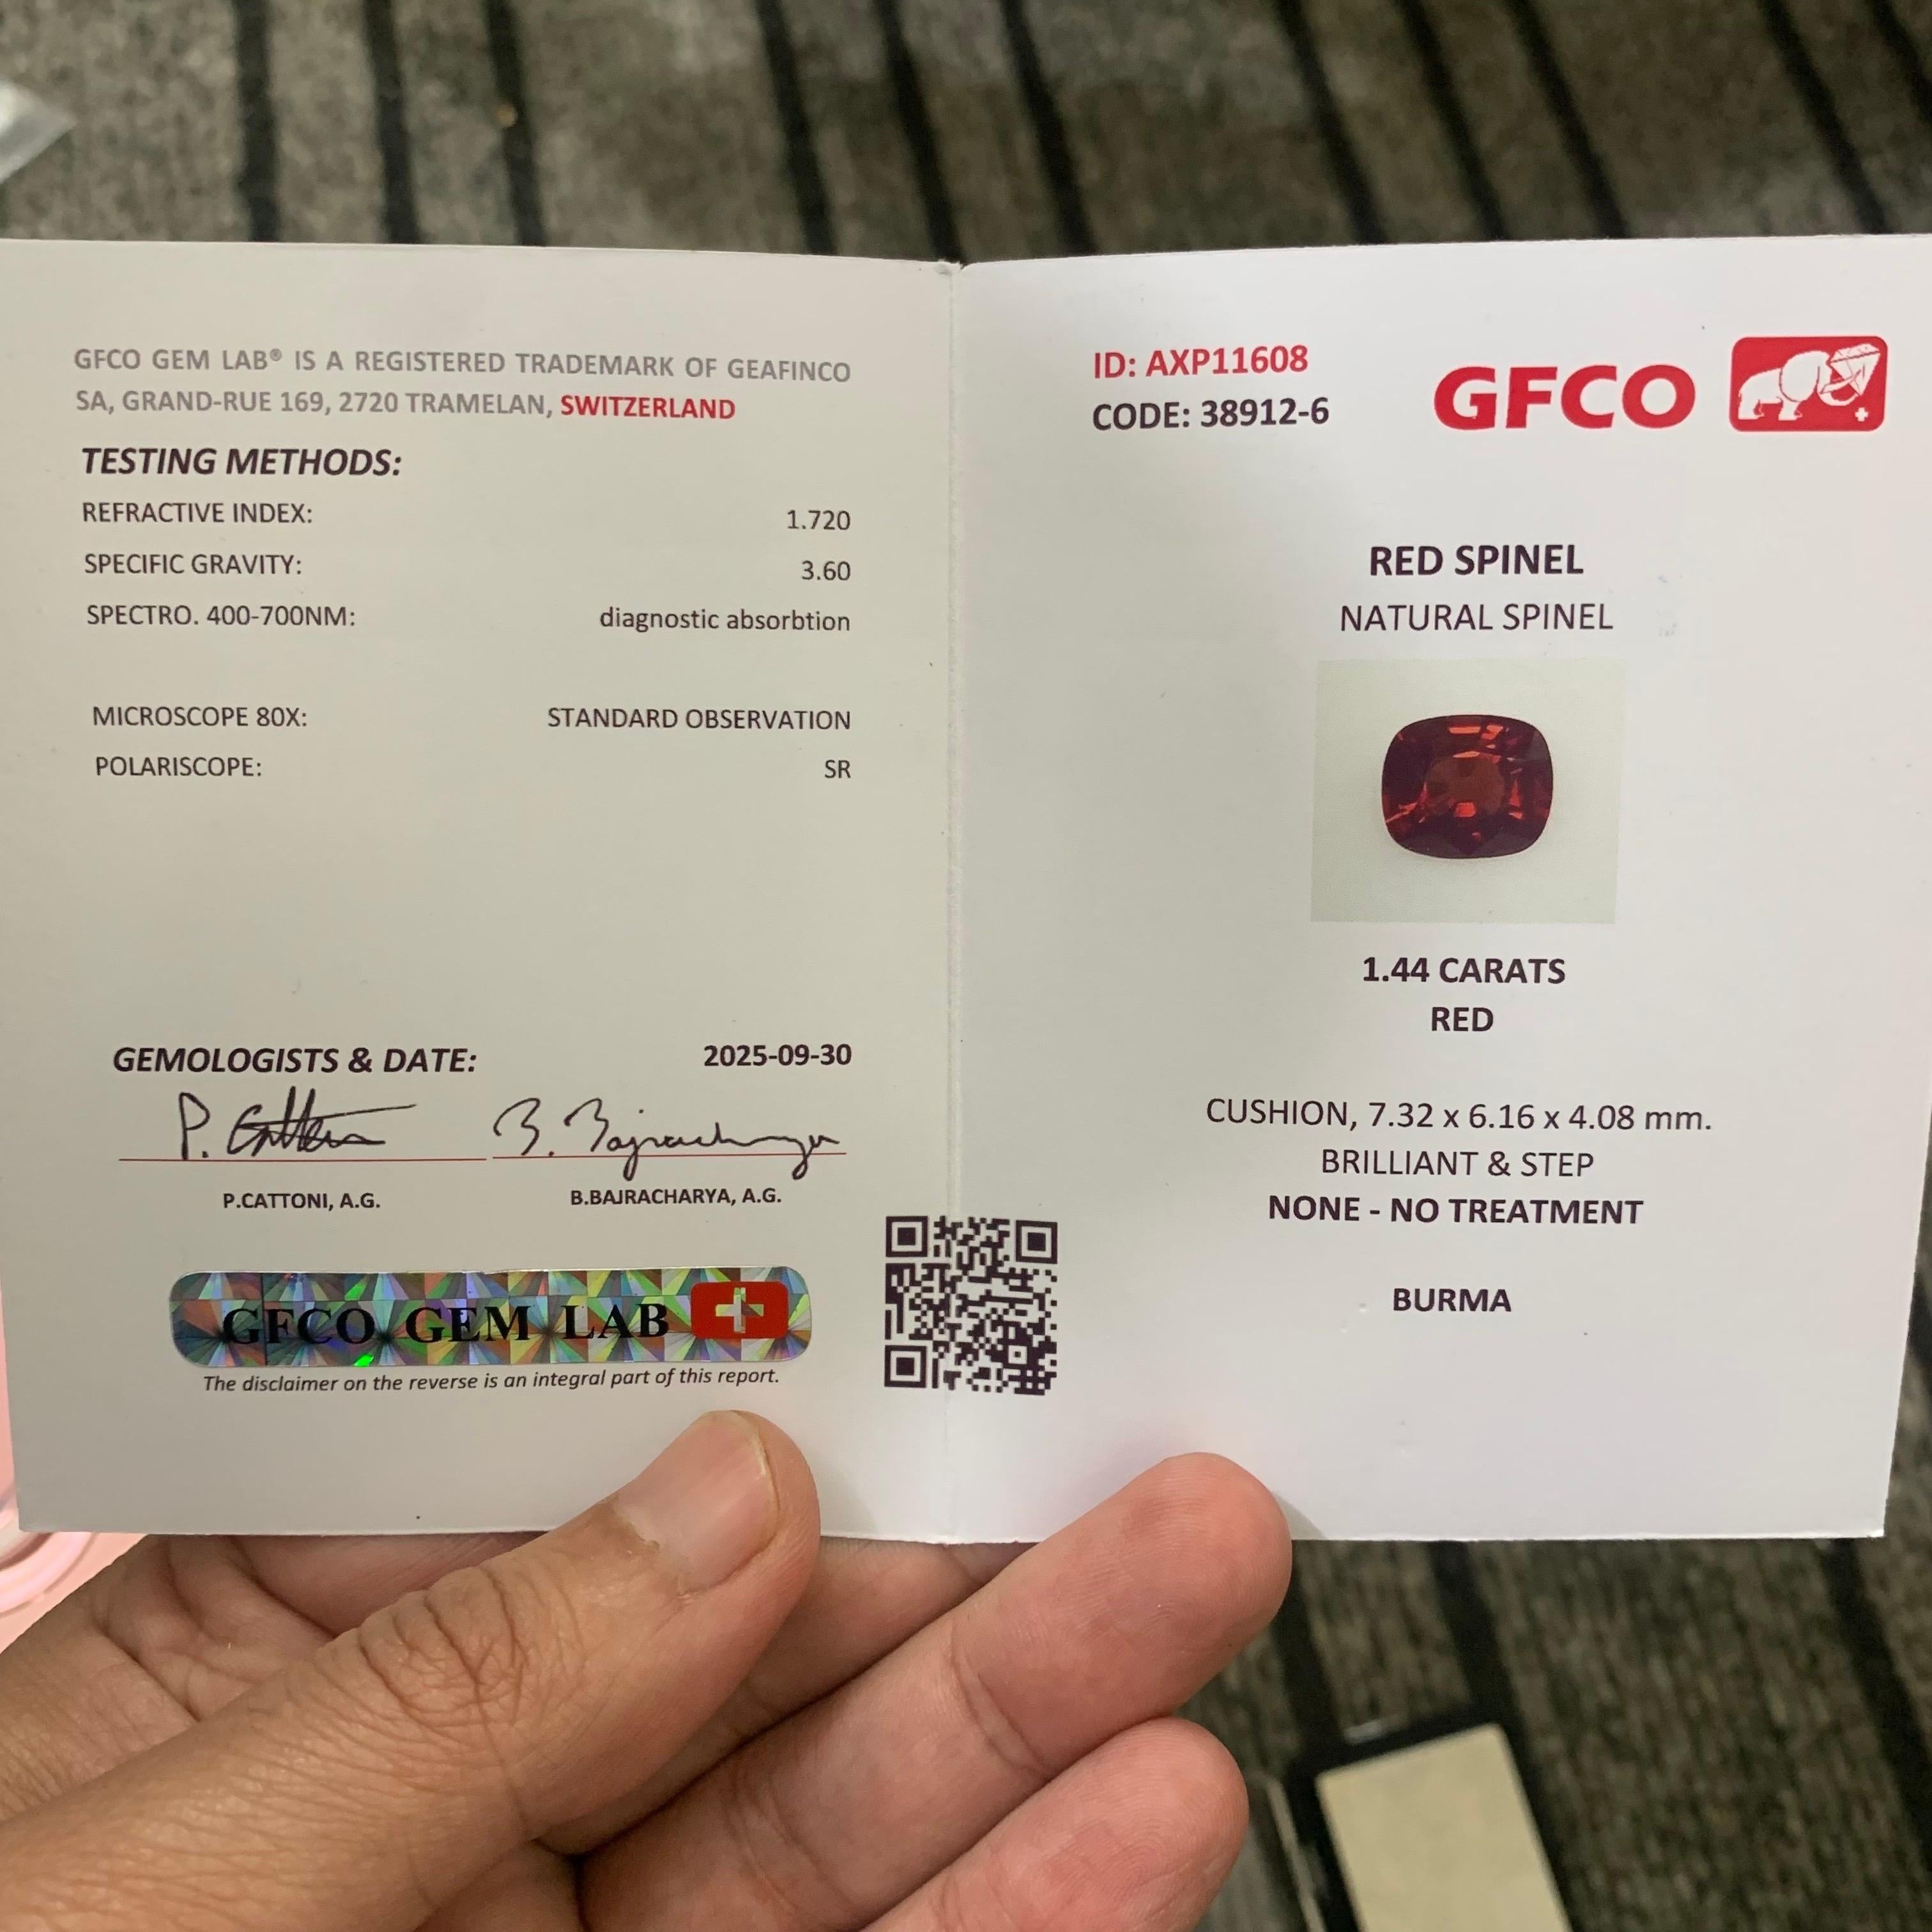 GFCO GEM LAB® IS A REGISTERED TRADEMARK OF GEAFINCO
SA, GRAND-RUE 169, 2720 TRAMELAN, SWITZERLAND
TESTING METHODS:
REFRACTIVE INDEX: 1.720
SPECIFIC GRAVITY: 3.60
SPECTRO. 400-700NM: diagnostic absorbtion
MICROSCOPE 80X: STANDARD OBSERVATION
POLARISCOPE: SR
GEMOLOGISTS & DATE: 2025-09-30
P. Cattoni B. Bajracharya
P.CATTONI, A.G. B.BAJRACHARYA, A.G.
GFCO GEM LAB
The disclaimer on the reverse is an integral part of this report.
ID: AXP11608
CODE: 38912-6
GFCO
RED SPINEL
NATURAL SPINEL
1.44 CARATS
RED
CUSHION, 7.32 x 6.16 x 4.08 mm.
BRILLIANT & STEP
NONE - NO TREATMENT
BURMA